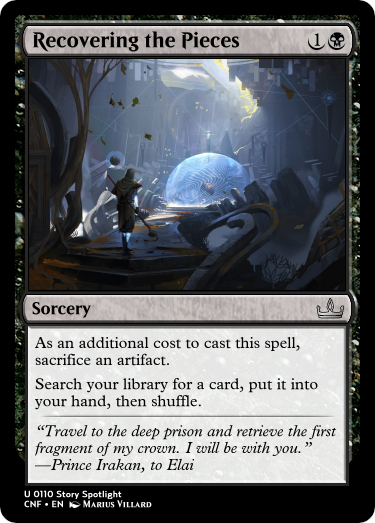 Recovering the Pieces 1
Sorcery
As an additional cost to cast this spell,
sacrifice an artifact.
Search your library for a card, put it into
your hand, then shuffle.
“Travel to the deep prison and retrieve the first
fragment of my crown. I will be with you.”
—Prince Irakan, to Elai
U 0110 Story Spotlight
CNF • EN Marius Villard